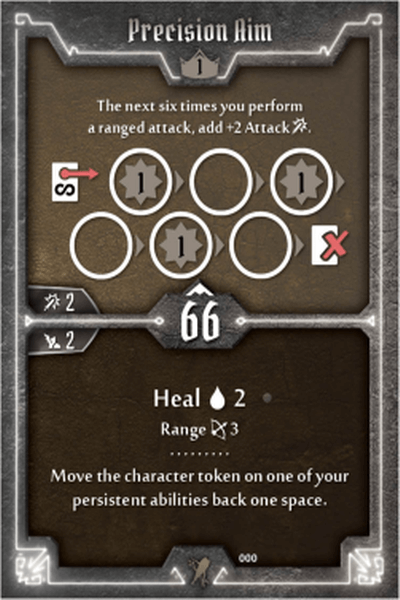 Precision Aim
1
The next six times you perform
a ranged attack, add +2 Attack.
1 1
1
2
66
2
Heal 2
Range 3
Move the character token on one of your
persistent abilities back one space.
000